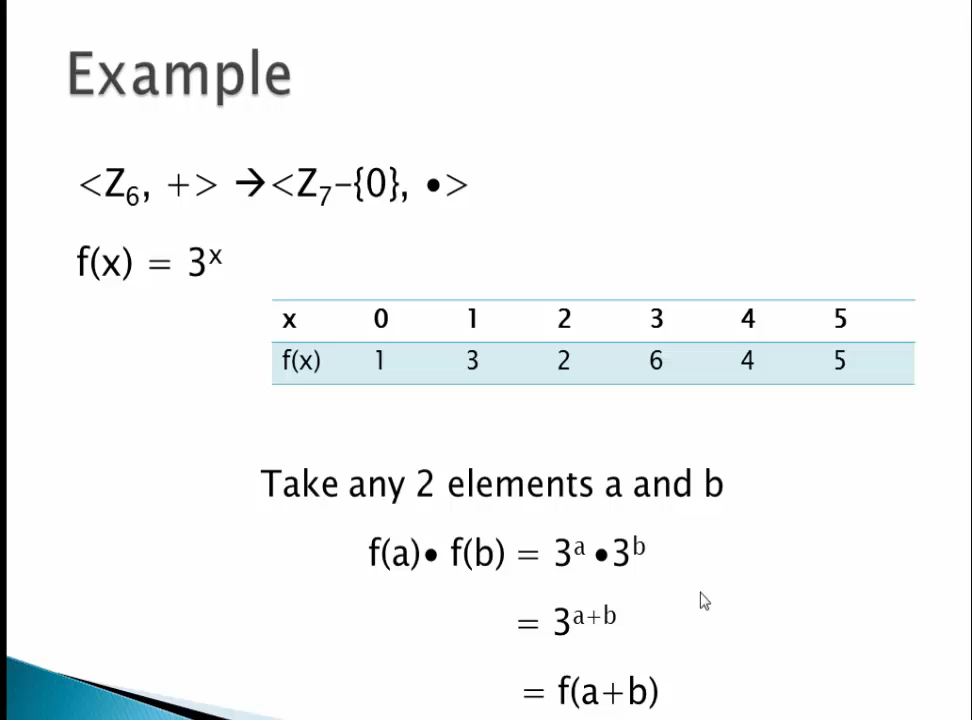 Example
<Z₆, +> →<Z₇-{0}, •>
f(x) = 3ˣ
x 0 1 2 3 4 5
f(x) 1 3 2 6 4 5
Take any 2 elements a and b
f(a)• f(b) = 3ᵃ •3ᵇ
= 3ᵃ⁺ᵇ
= f(a+b)